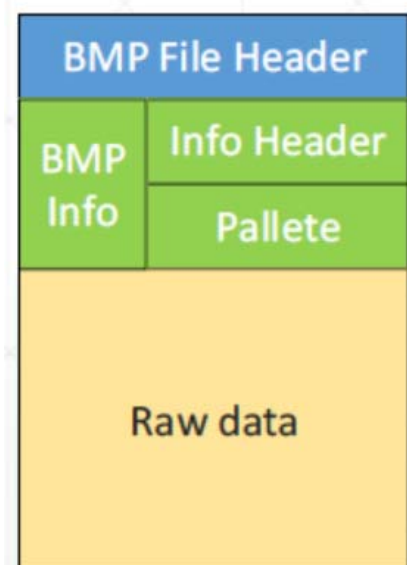 BMP File Header
BMP
Info
Info Header
Pallete
Raw data